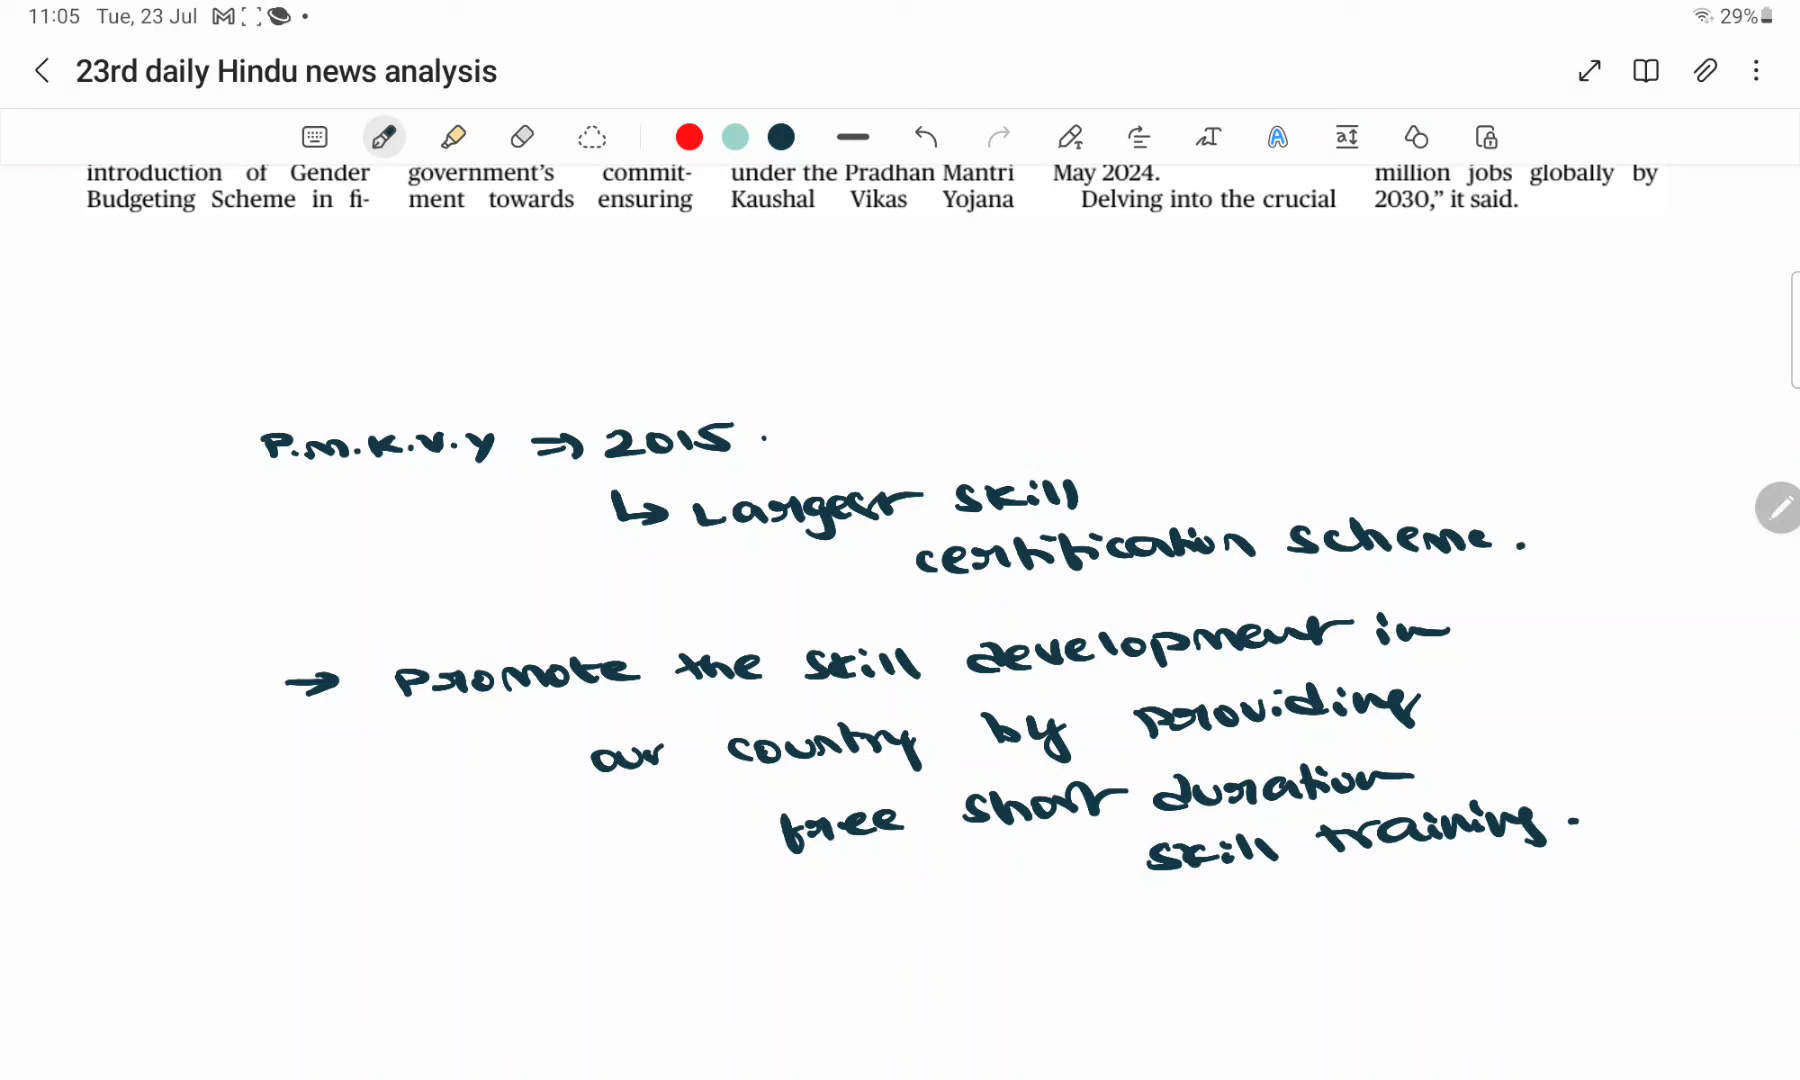 11:05 Tue, 23 Jul
29%
23rd daily Hindu news analysis
introduction of Gender
Budgeting Scheme in fi-
government's commit-
ment towards ensuring
under the Pradhan Mantri
Kaushal Vikas Yojana
May 2024.
Delving into the crucial
million jobs globally by
2030,” it said.
P.M.K.V.Y ⇒ 2015.
↳ Largest skill
certification scheme.
→ Promote the skill development in
our country by providing
free short duration
skill training.